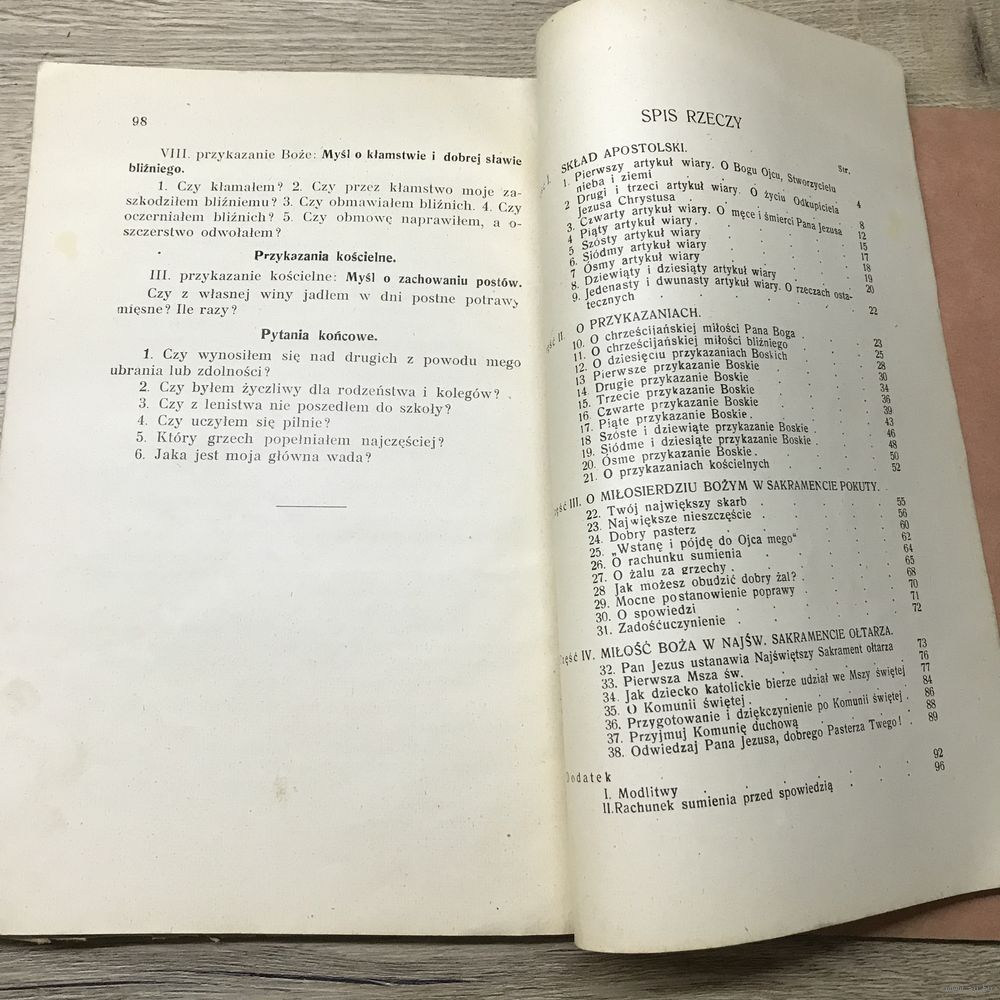 98
VIII. przykazanie Boże: Myśl o kłamstwie i dobrej sławie
bliźniego.
1. Czy kłamałem? 2. Czy przez kłamstwo moje za-
szkodziłem bliźniemu? 3. Czy obmawiałem bliźnich. 4. Czy
oczerniałem bliźnich? 5. Czy obmowę naprawiłem, a o-
szczerstwo odwołałem?
Przykazania kościelne.
III. przykazanie kościelne: Myśl o zachowaniu postów.
Czy z własnej winy jadłem w dni postne potrawy
mięsne? Ile razy?
Pytania końcowe.
1. Czy wynosiłem się nad drugich z powodu mego
ubrania lub zdolności?
2. Czy byłem życzliwy dla rodzeństwa i kolegów?
3. Czy z lenistwa nie poszedłem do szkoły?
4. Czy uczyłem się pilnie?
5. Który grzech popełniałem najczęściej?
6. Jaka jest moja główna wada?
SPIS RZECZY
I. SKŁAD APOSTOLSKI. Str.
1. Pierwszy artykuł wiary. O Bogu Ojcu, Stworzycielu
nieba i ziemi . . . . 4
2 Drugi i trzeci artykuł wiary. O życiu Odkupiciela
Jezusa Chrystusa . . . . 8
3. Czwarty artykuł wiary. O męce i śmierci Pana Jezusa 12
4 Piąty artykuł wiary . . . . 15
5. Szósty artykuł wiary . . . . 17
6. Siódmy artykuł wiary . . . . 18
7 Ósmy artykuł wiary . . . . 19
8. Dziewiąty i dziesiąty artykuł wiary . . 20
9. Jedenasty i dwunasty artykuł wiary. O rzeczach osta-
tecznych . . . . 22
ść II. O PRZYKAZANIACH.
10. O chrześcijańskiej miłości Pana Boga . . 23
11. O chrześcijańskiej miłości bliźniego . . 25
12. O dziesięciu przykazaniach Boskich . . 28
13 Pierwsze przykazanie Boskie . . . 30
14. Drugie przykazanie Boskie . . . 34
15. Trzecie przykazanie Boskie . . . 36
16. Czwarte przykazanie Boskie . . . 39
17. Piąte przykazanie Boskie . . . . 43
18 Szóste i dziewiąte przykazanie Boskie . . 46
19. Siódme i dziesiąte przykazanie Boskie . . 48
20. Ósme przykazanie Boskie . . . . 50
21. O przykazaniach kościelnych . . . 52
ęść III. O MIŁOSIERDZIU BOŻYM W SAKRAMENCIE POKUTY.
22. Twój największy skarb . . . . 55
23. Największe nieszczęście . . . . 56
24. Dobry pasterz . . . . 60
25. „Wstanę i pójdę do Ojca mego“ . . . 62
26. O rachunku sumienia . . . . 64
27. O żalu za grzechy . . . . 65
28 Jak możesz obudzić dobry żal? . . . 68
29. Mocne postanowienie poprawy . . . 70
30. O spowiedzi . . . . 71
31. Zadośćuczynienie . . . . 72
zęść IV. MIŁOŚĆ BOŻA W NAJŚW. SAKRAMENCIE OŁTARZA.
32. Pan Jezus ustanawia Najświętszy Sakrament ołtarza 73
33. Pierwsza Msza św. . . . . 76
34. Jak dziecko katolickie bierze udział we Mszy świętej 77
35. O Komunii świętej . . . . 84
36. Przygotowanie i dziękczynienie po Komunii świętej . 86
37. Przyjmuj Komunię duchową . . . 88
38. Odwiedzaj Pana Jezusa, dobrego Pasterza Twego! . 89
Dodatek
I. Modlitwy . . . . 92
II. Rachunek sumienia przed spowiedzią . . 96